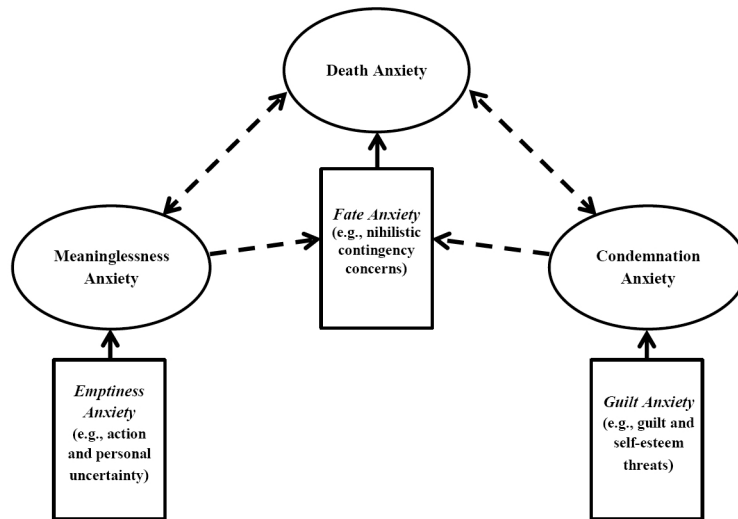 Death Anxiety
Fate Anxiety
(e.g., nihilistic
contingency
concerns)
Meaninglessness
Anxiety
Condemnation
Anxiety
Emptiness
Anxiety
(e.g., action
and personal
uncertainty)
Guilt Anxiety
(e.g., guilt and
self-esteem
threats)